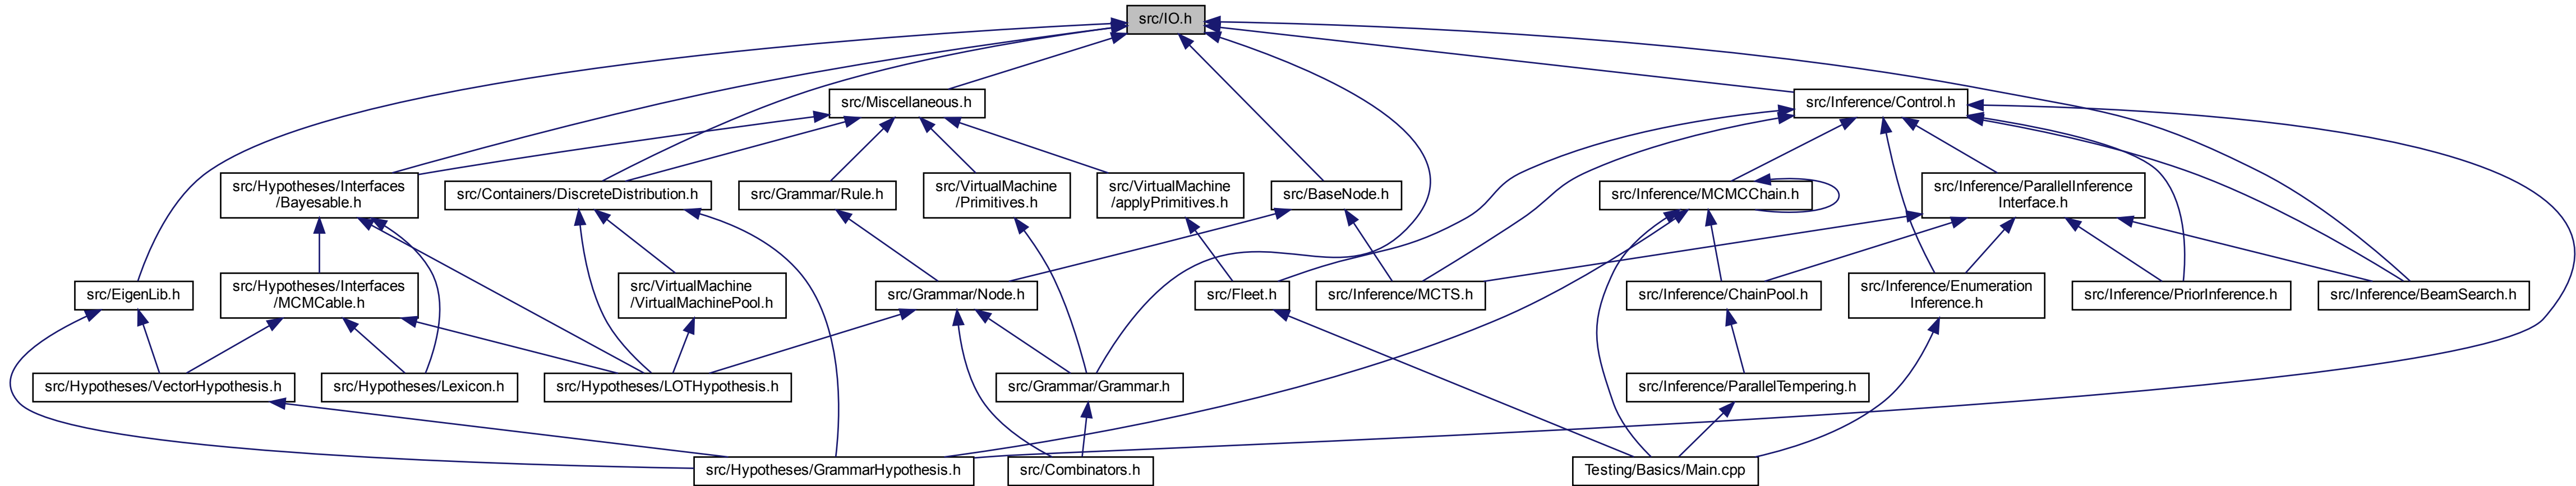 src/IO.h
src/Miscellaneous.h
src/Inference/Control.h
src/Hypotheses/Interfaces
/Bayesable.h
src/Containers/DiscreteDistribution.h
src/Grammar/Rule.h
src/VirtualMachine
/Primitives.h
src/VirtualMachine
/applyPrimitives.h
src/BaseNode.h
src/Inference/MCMCChain.h
src/Inference/ParallelInference
Interface.h
src/EigenLib.h
src/Hypotheses/Interfaces
/MCMCable.h
src/VirtualMachine
/VirtualMachinePool.h
src/Grammar/Node.h
src/Fleet.h
src/Inference/MCTS.h
src/Inference/ChainPool.h
src/Inference/Enumeration
Inference.h
src/Inference/PriorInference.h
src/Inference/BeamSearch.h
src/Hypotheses/VectorHypothesis.h
src/Hypotheses/Lexicon.h
src/Hypotheses/LOTHypothesis.h
src/Grammar/Grammar.h
src/Inference/ParallelTempering.h
src/Hypotheses/GrammarHypothesis.h
src/Combinators.h
Testing/Basics/Main.cpp